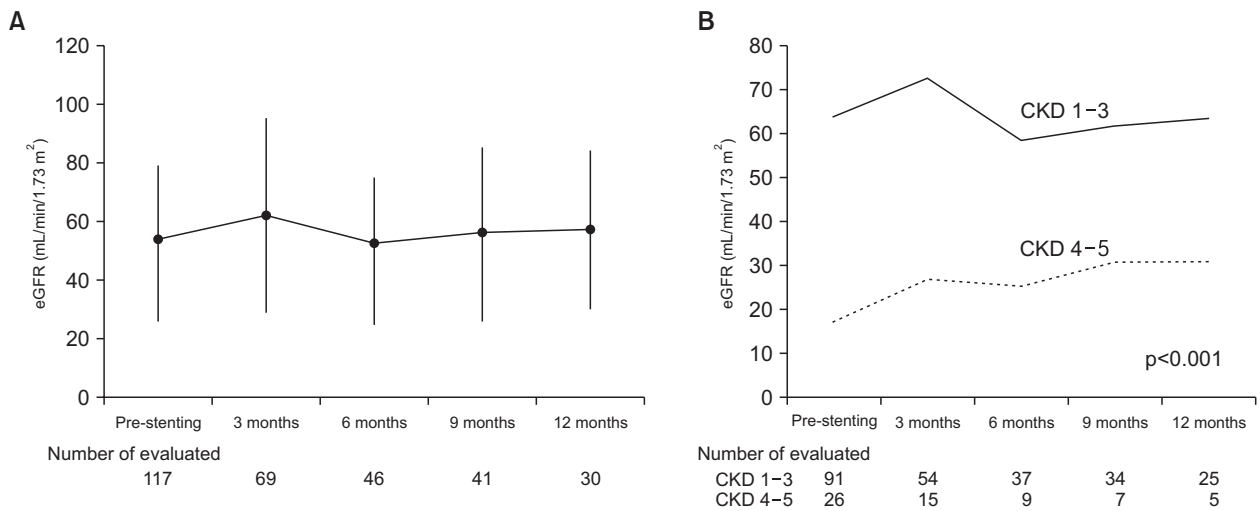 A
120
100
80
60
40
20
0
eGFR (mL/min/1.73 m2)
Pre-stenting 3 months 6 months 9 months 12 months
Number of evaluated
117 69 46 41 30
B
80
70
60
50
40
30
20
10
0
eGFR (mL/min/1.73 m2)
CKD 1−3
CKD 4−5
p<0.001
Pre-stenting 3 months 6 months 9 months 12 months
Number of evaluated
CKD 1−3 91 54 37 34 25
CKD 4−5 26 15 9 7 5